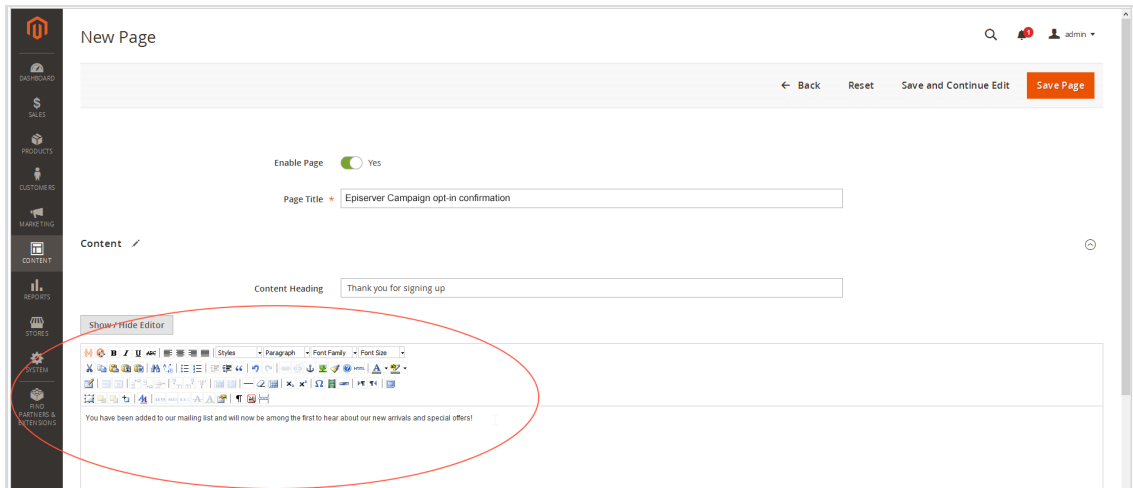 New Page
1
admin
DASHBOARD
Back
Reset
Save and Continue Edit
Save Page
$
SALES
PRODUCTS
Enable Page
Yes
CUSTOMERS
Page Title *
Episerver Campaign opt-in confirmation
MARKETING
Content
CONTENT
Content Heading
Thank you for signing up
REPORTS
Show / Hide Editor
STORES
B I U ABC
Styles
Paragraph
Font Family
Font Size
SYSTEM
HTML
A
FIND
PARTNERS &
EXTENSIONS
You have been added to our mailing list and will now be among the first to hear about our new arrivals and special offers!